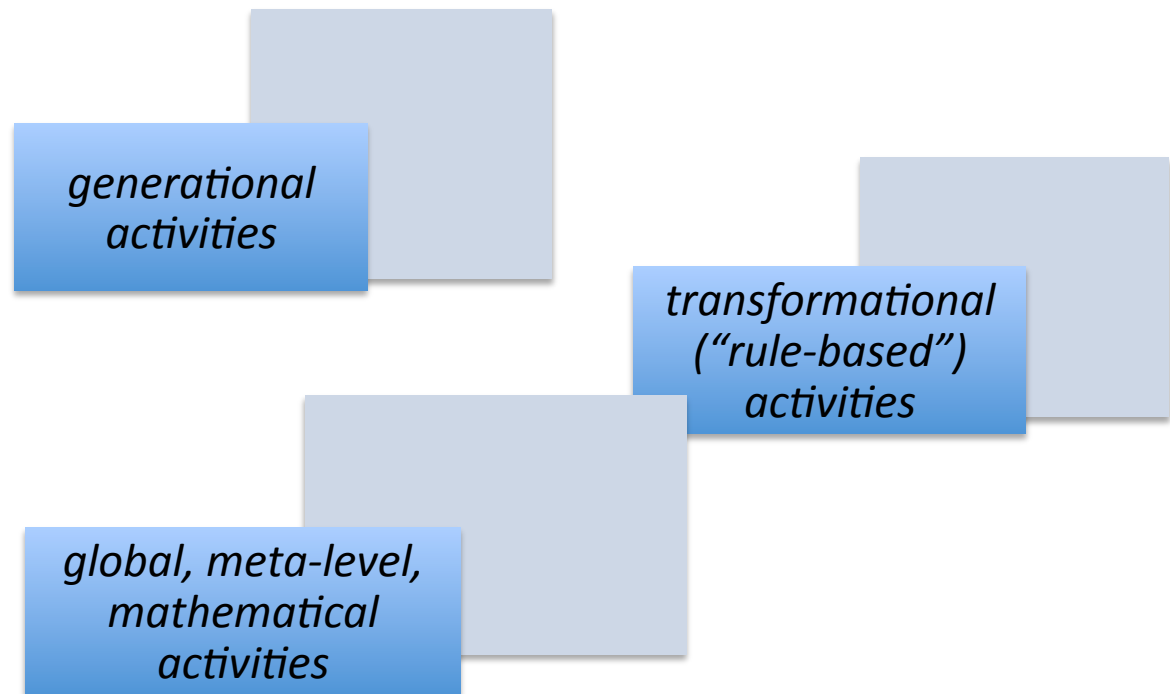 generational
activities
transformational
(“rule-based”)
activities
global, meta-level,
mathematical
activities